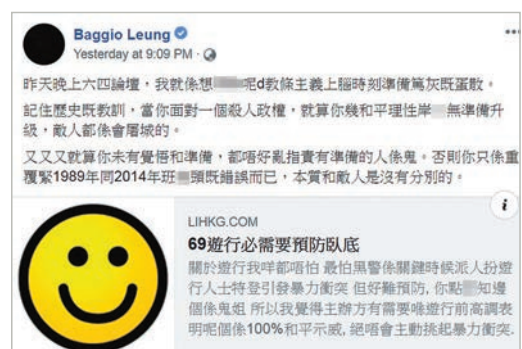 Baggio Leung
Yesterday at 9:09 PM ·
昨天晚上六四論壇，我就係想 呢d教條主義上腦時刻準備篤灰既蛋散。
記住歷史既教訓，當你面對一個殺人政權，就算你幾和平理性岸 無準備升
級，敵人都係會屠城的。
又又又就算你未有覺悟和準備，都唔好亂指責有準備的人係鬼。否則你只係重
覆緊1989年同2014年班 頭既錯誤而已，本質和敵人是沒有分別的。
i
LIHKG.COM
69遊行必需要預防臥底
關於遊行我咩都唔怕 最怕黑警係關鍵時候派人扮遊
行人士特登引發暴力衝突 但好難預防, 你點 知邊
個係鬼姐 所以我覺得主辦方有需要喺遊行前高調表
明呢個係100%和平示威, 絕唔會主動挑起暴力衝突.